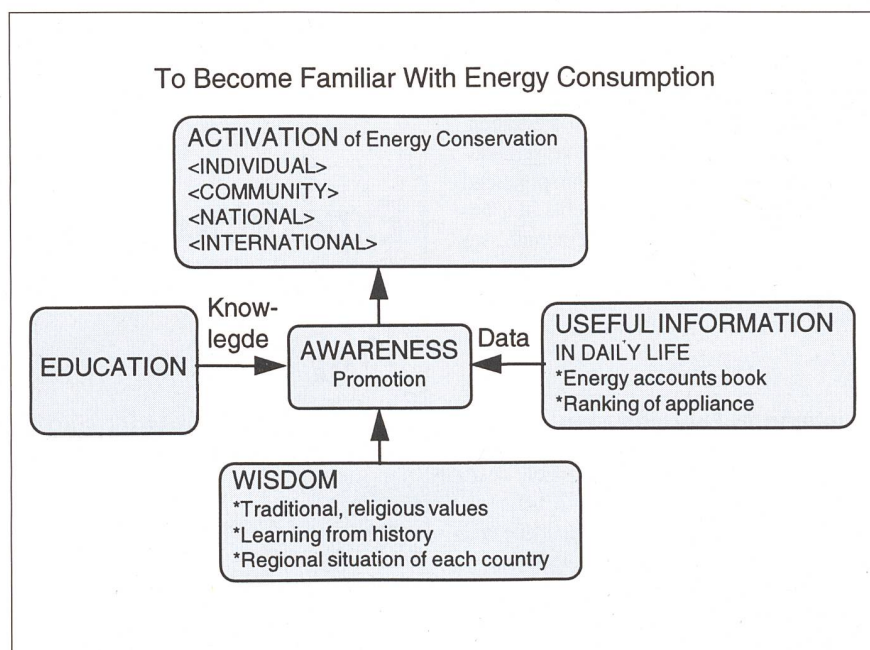 To Become Familiar With Energy Consumption
ACTIVATION of Energy Conservation
<INDIVIDUAL>
<COMMUNITY>
<NATIONAL>
<INTERNATIONAL>
EDUCATION
Know-
legde
AWARENESS
Promotion
Data
USEFUL INFORMATION
IN DAILY LIFE
*Energy accounts book
*Ranking of appliance
WISDOM
*Traditional, religious values
*Learning from history
*Regional situation of each country